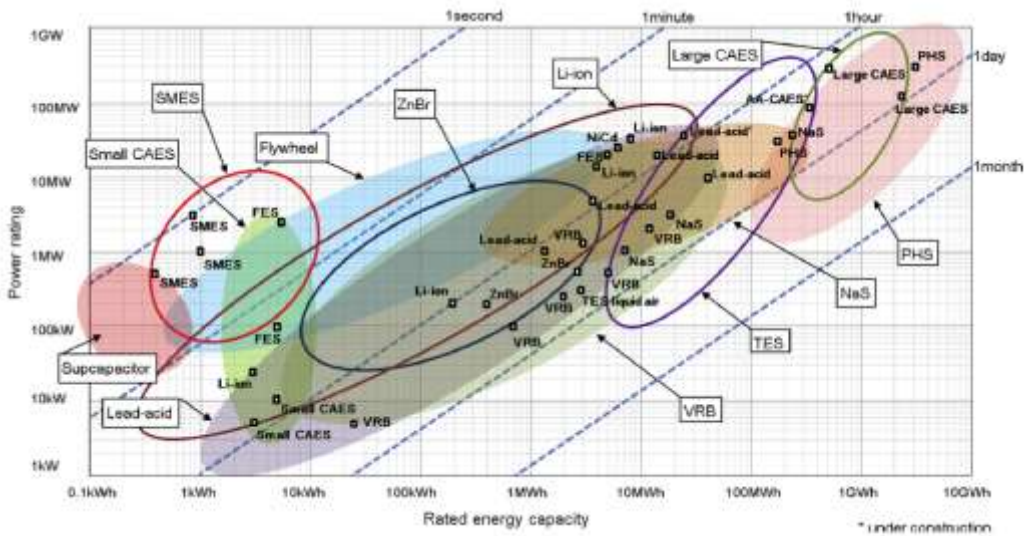 1second 1minute 1hour
1GW
Large CAES
PHS
1day
Li-ion
Large CAES
SMES
ZnBr
AA-CAES*
Large CAES
100MW
Li-ion Lead-acid* NaS
NiCd
Small CAES
Flywheel
FES Lead-acid PHS
10MW
Li-ion Lead-acid
1month
FES
Lead-acid
SMES
NaS
Power rating
Lead-acid VRB VRB
PHS
1MW
SMES
ZnBr NaS
SMES
VRB
NaS
Li-ion ZnBr
VRB TES liquid air
100kW
FES
VRB
TES
Supcapacitor
Li-ion
10kW
Lead-acid
Small CAES
VRB
Small CAES VRB
1kW
0.1kWh 1kWh 10kWh 100kWh 1MWh 10MWh 100MWh 1GWh 10GWh
Rated energy capacity
* under construction